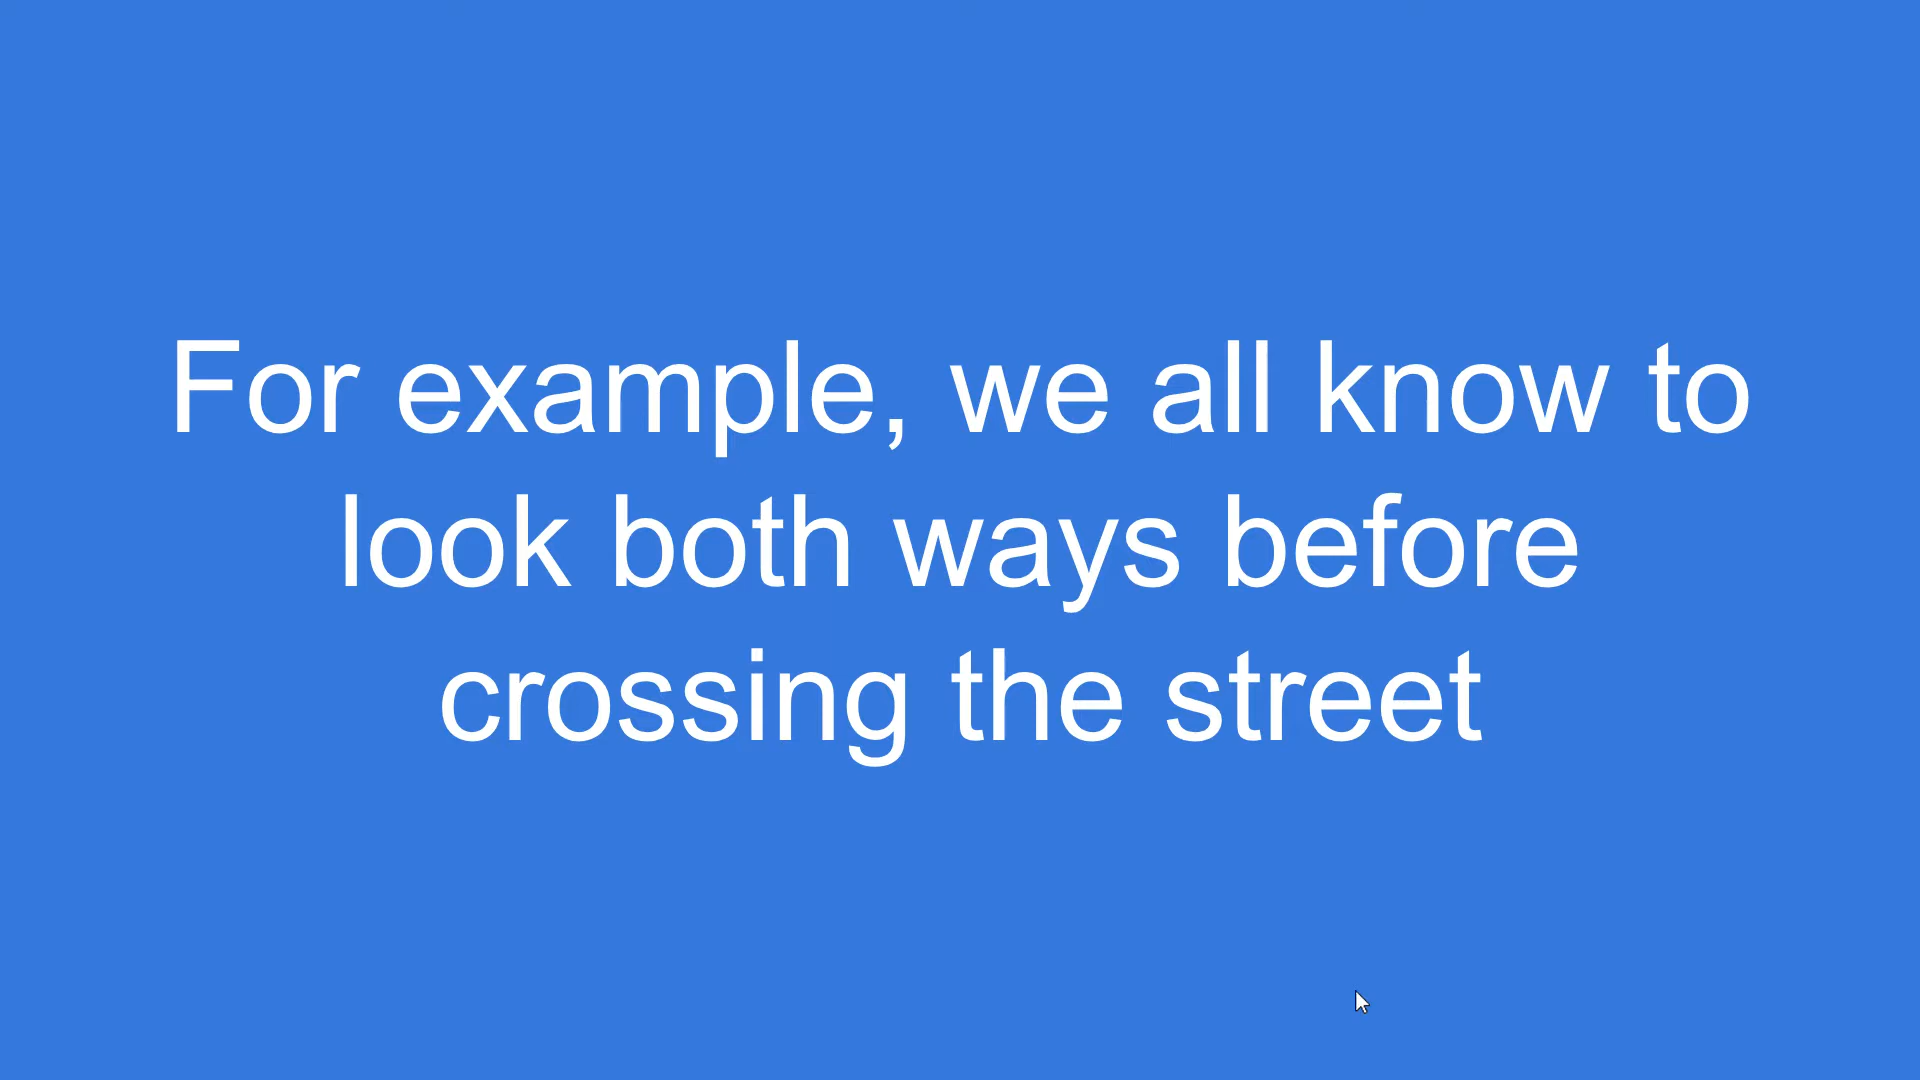 For example, we all know to
look both ways before
crossing the street